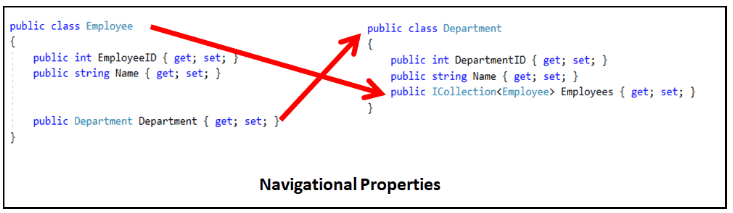 public class Employee
{
public int EmployeeID { get; set; }
public string Name { get; set; }
public Department Department { get; set; }
}
public class Department
{
public int DepartmentID { get; set; }
public string Name { get; set; }
public ICollection<Employee> Employees { get; set; }
}
Navigational Properties